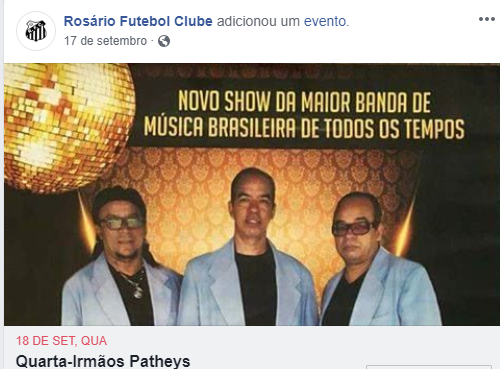 Rosário Futebol Clube adicionou um evento.
17 de setembro ·
NOVO SHOW DA MAIOR BANDA DE
MÚSICA BRASILEIRA DE TODOS OS TEMPOS
18 DE SET, QUA
Quarta-Irmãos Patheys